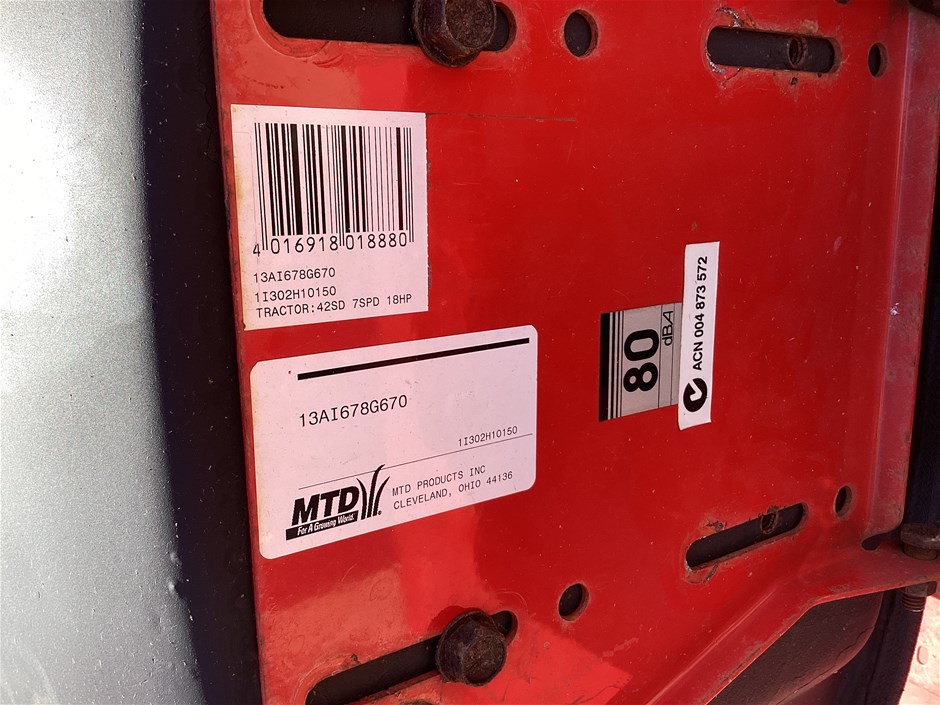 4 016918 018880
13AI678G670
1I302H10150
TRACTOR:42SD 7SPD 18HP
13AI678G670
1I302H10150
MTD
For A Growing World.
MTD PRODUCTS INC
CLEVELAND, OHIO 44136
80
dBA
ACN 004 873 572